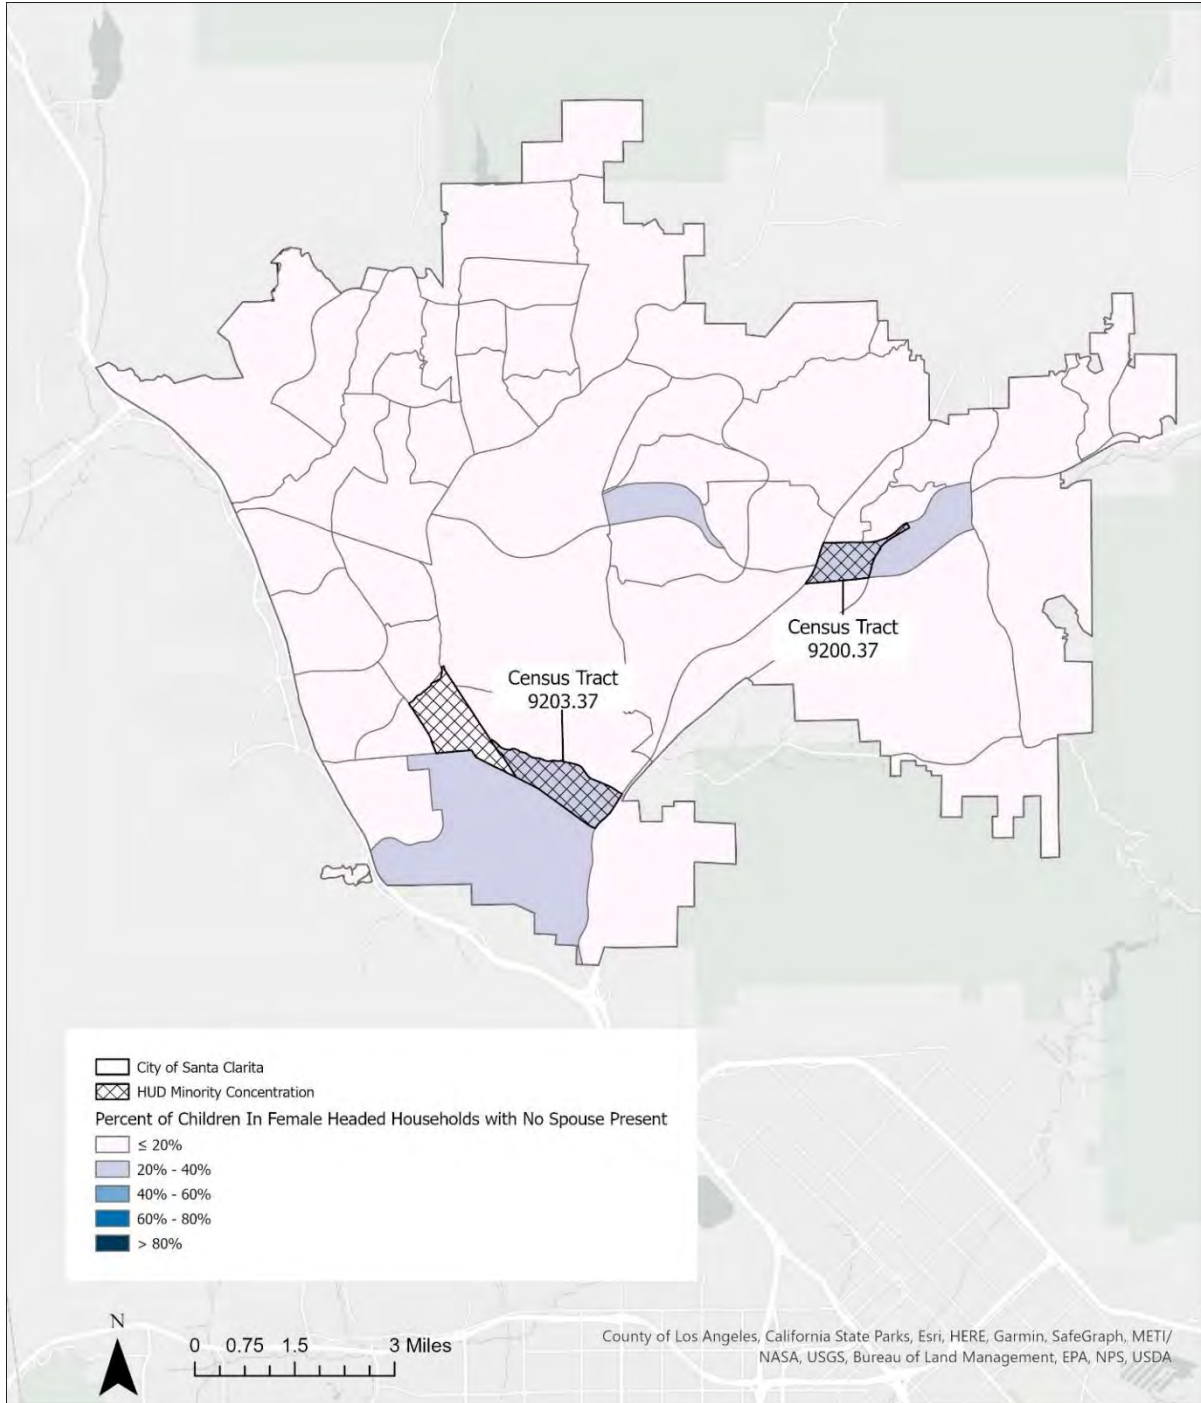 Census Tract
9200.37
Census Tract
9203.37
City of Santa Clarita
HUD Minority Concentration
Percent of Children In Female Headed Households with No Spouse Present
≤ 20%
20% - 40%
40% - 60%
60% - 80%
> 80%
N
0 0.75 1.5 3 Miles
County of Los Angeles, California State Parks, Esri, HERE, Garmin, SafeGraph, METI/
NASA, USGS, Bureau of Land Management, EPA, NPS, USDA